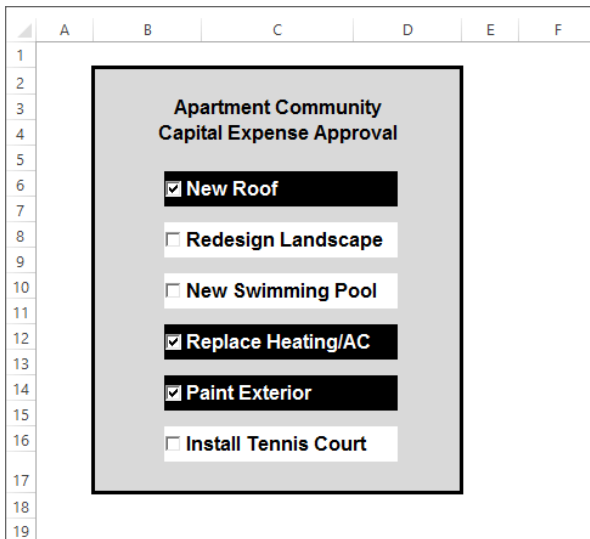 A B C D E F
1
2
3 Apartment Community
4 Capital Expense Approval
5
6 New Roof
7
8 Redesign Landscape
9
10 New Swimming Pool
11
12 Replace Heating/AC
13
14 Paint Exterior
15
16 Install Tennis Court
17
18
19